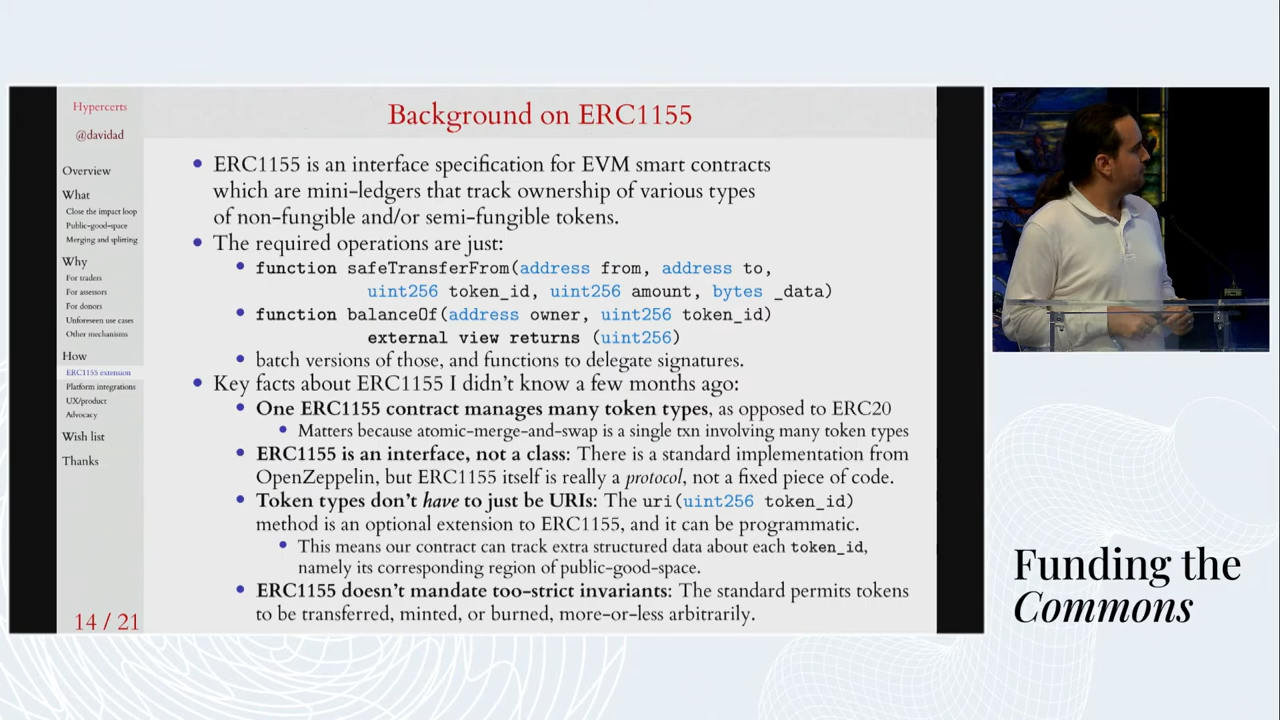 Hypercerts
@davidad
Overview
What
Close the impact loop
Public-good-space
Merging and splitting
Why
For traders
For assessors
For donors
Unforeseen use cases
Other mechanisms
How
ERC1155 extension
Platform integrations
UX/product
Advocacy
Wish list
Thanks
14 / 21
Background on ERC1155
• ERC1155 is an interface specification for EVM smart contracts
which are mini-ledgers that track ownership of various types
of non-fungible and/or semi-fungible tokens.
• The required operations are just:
• function safeTransferFrom(address from, address to,
uint256 token_id, uint256 amount, bytes _data)
• function balanceOf(address owner, uint256 token_id)
external view returns (uint256)
• batch versions of those, and functions to delegate signatures.
• Key facts about ERC1155 I didn't know a few months ago:
• One ERC1155 contract manages many token types, as opposed to ERC20
• Matters because atomic-merge-and-swap is a single txn involving many token types
• ERC1155 is an interface, not a class: There is a standard implementation from
OpenZeppelin, but ERC1155 itself is really a protocol, not a fixed piece of code.
• Token types don't have to just be URIs: The uri(uint256 token_id)
method is an optional extension to ERC1155, and it can be programmatic.
• This means our contract can track extra structured data about each token_id,
namely its corresponding region of public-good-space.
• ERC1155 doesn't mandate too-strict invariants: The standard permits tokens
to be transferred, minted, or burned, more-or-less arbitrarily.
Funding the
Commons